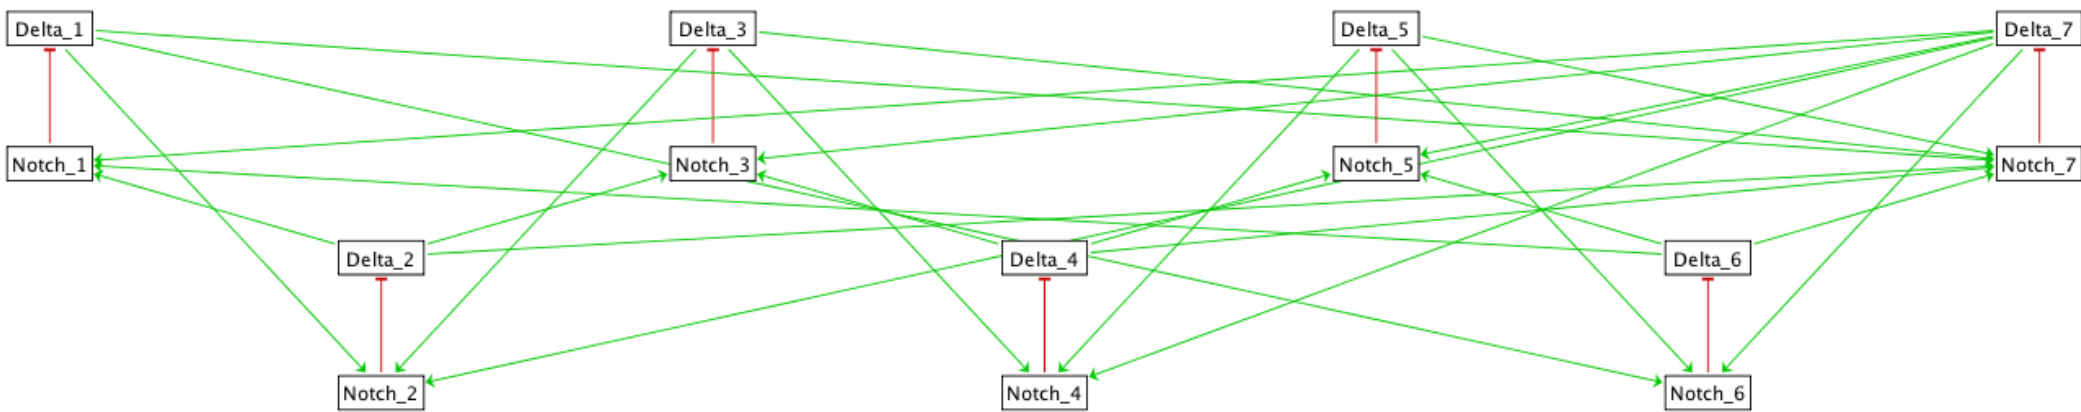 Delta_1
Delta_3
Delta_5
Delta_7
Notch_1
Notch_3
Notch_5
Notch_7
Delta_2
Delta_4
Delta_6
Notch_2
Notch_4
Notch_6